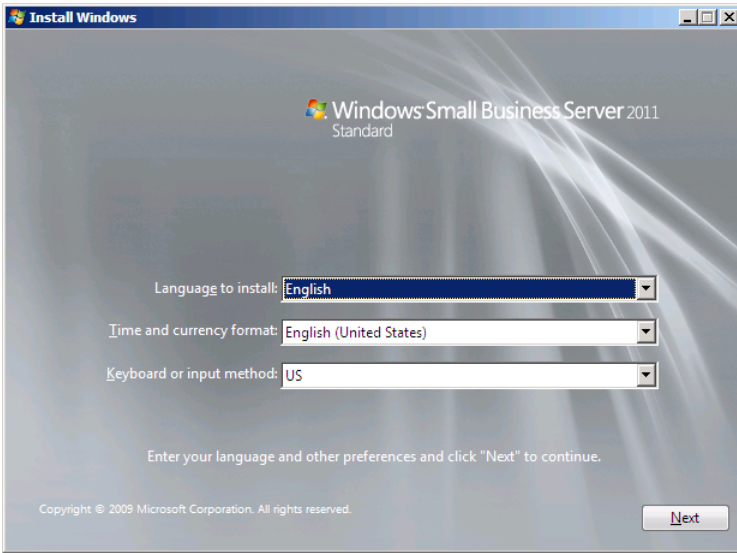 Install Windows
Windows Small Business Server 2011
Standard
Language to install: English
Time and currency format: English (United States)
Keyboard or input method: US
Enter your language and other preferences and click "Next" to continue.
Copyright © 2009 Microsoft Corporation. All rights reserved.
Next